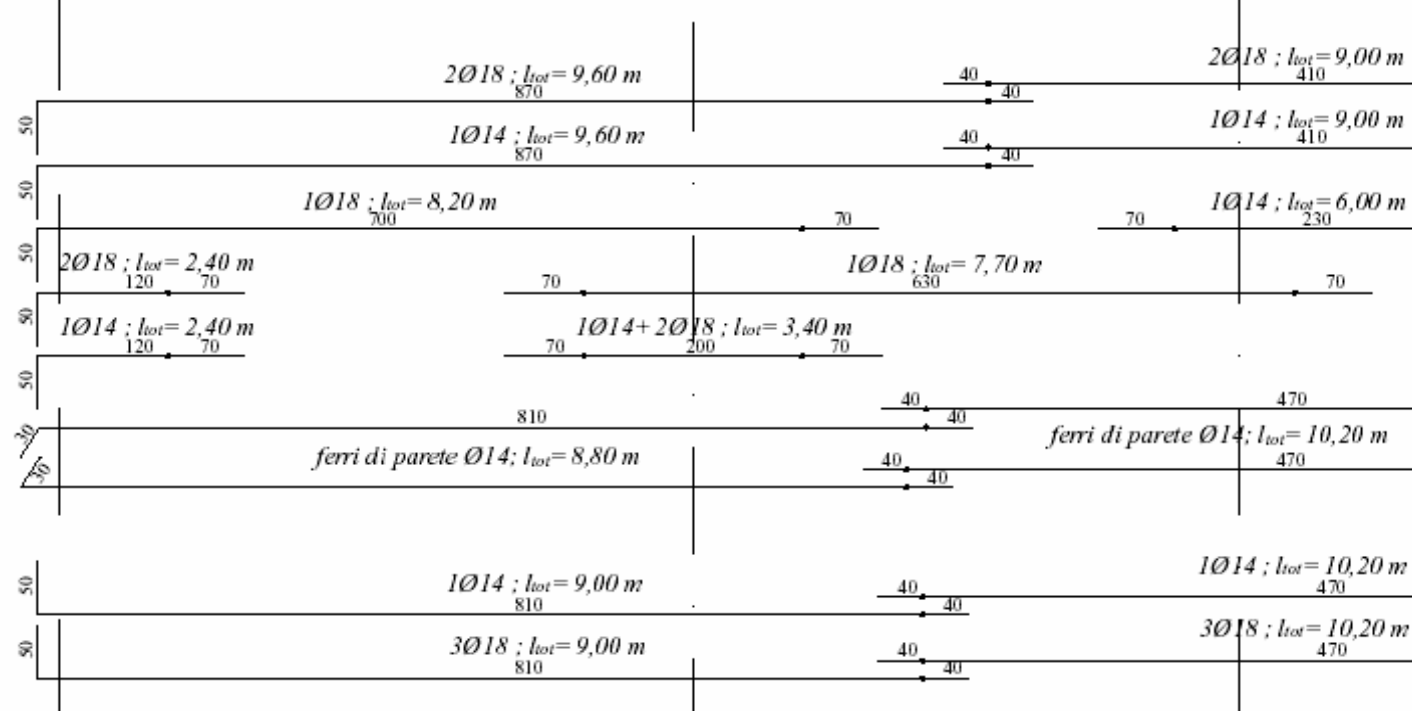 2Ø18 ; ltot= 9,60 m
870
40
40
2Ø18 ; ltot= 9,00 m
410
50
1Ø14 ; ltot= 9,60 m
870
40
40
1Ø14 ; ltot= 9,00 m
410
50
1Ø18 ; ltot= 8,20 m
700
70
1Ø14 ; ltot= 6,00 m
70
230
50
2Ø18 ; ltot= 2,40 m
120
70
1Ø18 ; ltot= 7,70 m
70
630
70
50
1Ø14 ; ltot= 2,40 m
120
70
1Ø14+ 2Ø18 ; ltot= 3,40 m
70
200
70
50
810
40
40
470
30
ferri di parete Ø14; ltot= 8,80 m
ferri di parete Ø14; ltot= 10,20 m
30
40
40
470
1Ø14 ; ltot= 9,00 m
810
40
40
1Ø14 ; ltot= 10,20 m
470
50
3Ø18 ; ltot= 9,00 m
810
40
40
3Ø18 ; ltot= 10,20 m
470
50